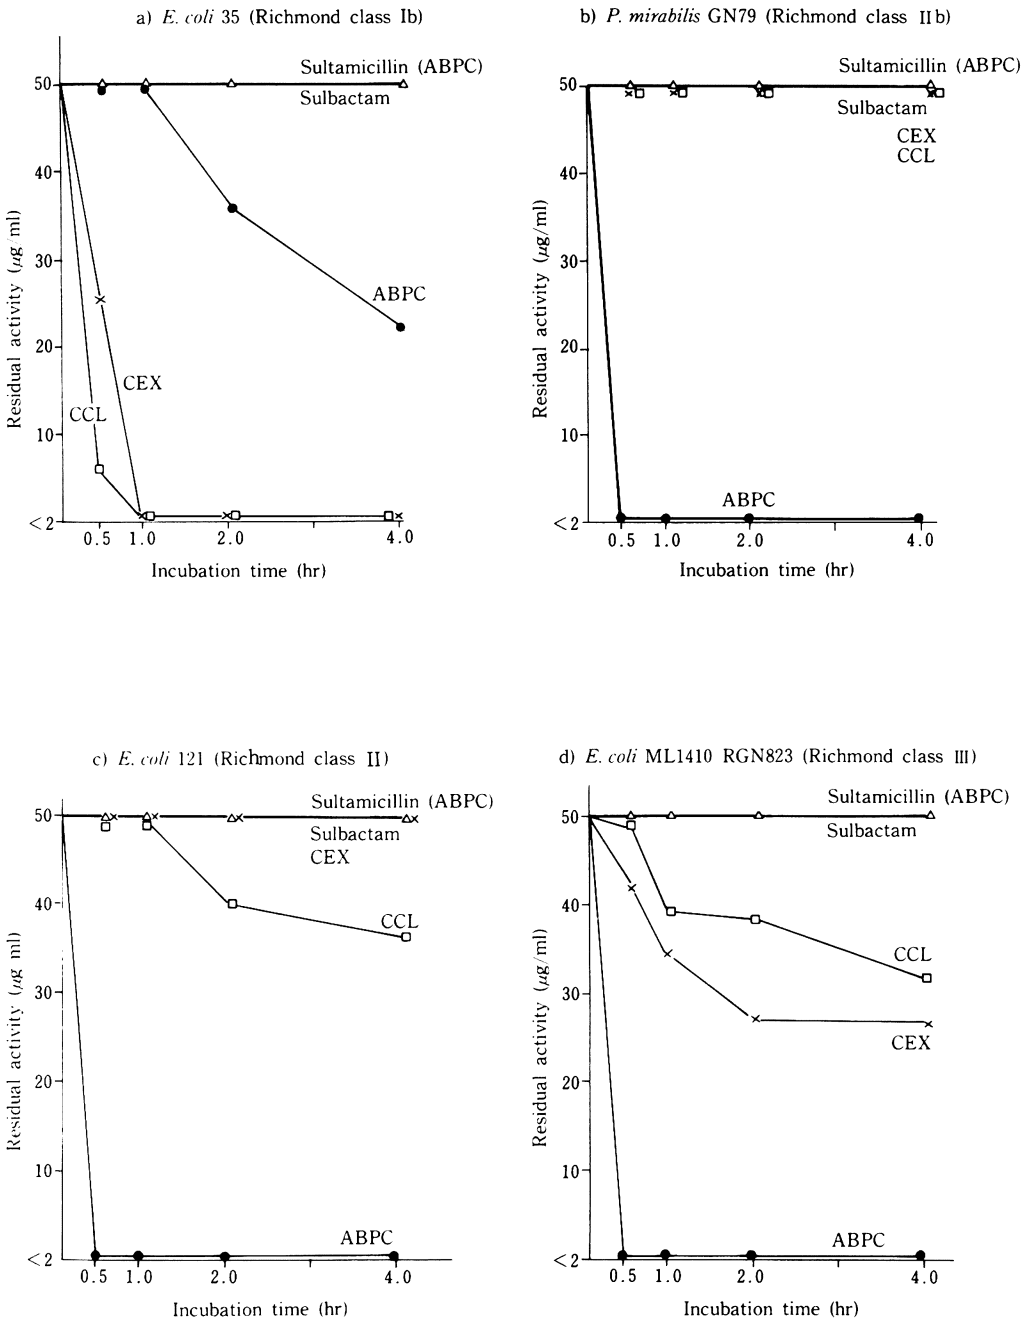 a) E. coli 35 (Richmond class Ib)
Sultamicillin (ABPC)
50
Sulbactam
40
30
ABPC
20
CEX
CCL
10
<2
0.5 1.0 2.0 4.0
Incubation time (hr)
Residual activity (μg/ml)
b) P. mirabilis GN79 (Richmond class IIb)
Sultamicillin (ABPC)
50
Sulbactam
CEX
CCL
40
30
20
10
ABPC
<2
0.5 1.0 2.0 4.0
Incubation time (hr)
Residual activity (μg/ml)
c) E. coli 121 (Richmond class II)
Sultamicillin (ABPC)
50
Sulbactam
CEX
40
CCL
30
20
10
ABPC
<2
0.5 1.0 2.0 4.0
Incubation time (hr)
Residual activity (μg ml)
d) E. coli ML1410 RGN823 (Richmond class III)
Sultamicillin (ABPC)
50
Sulbactam
40
CCL
30
CEX
20
10
ABPC
<2
0.5 1.0 2.0 4.0
Incubation time (hr)
Residual activity (μg/ml)